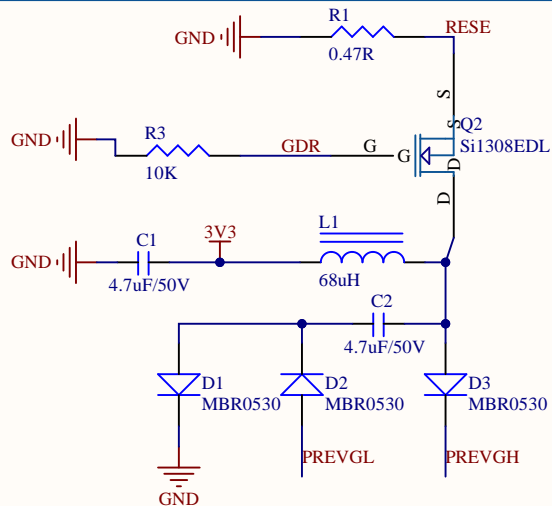 R1
RESE
GND
0.47R
S
S
Q2
Si1308EDL
GND
R3
GDR
G
G
D
10K
D
C1
3V3
L1
GND
4.7uF/50V
68uH
C2
4.7uF/50V
D1
MBR0530
D2
MBR0530
D3
MBR0530
PREVGL
PREVGH
GND